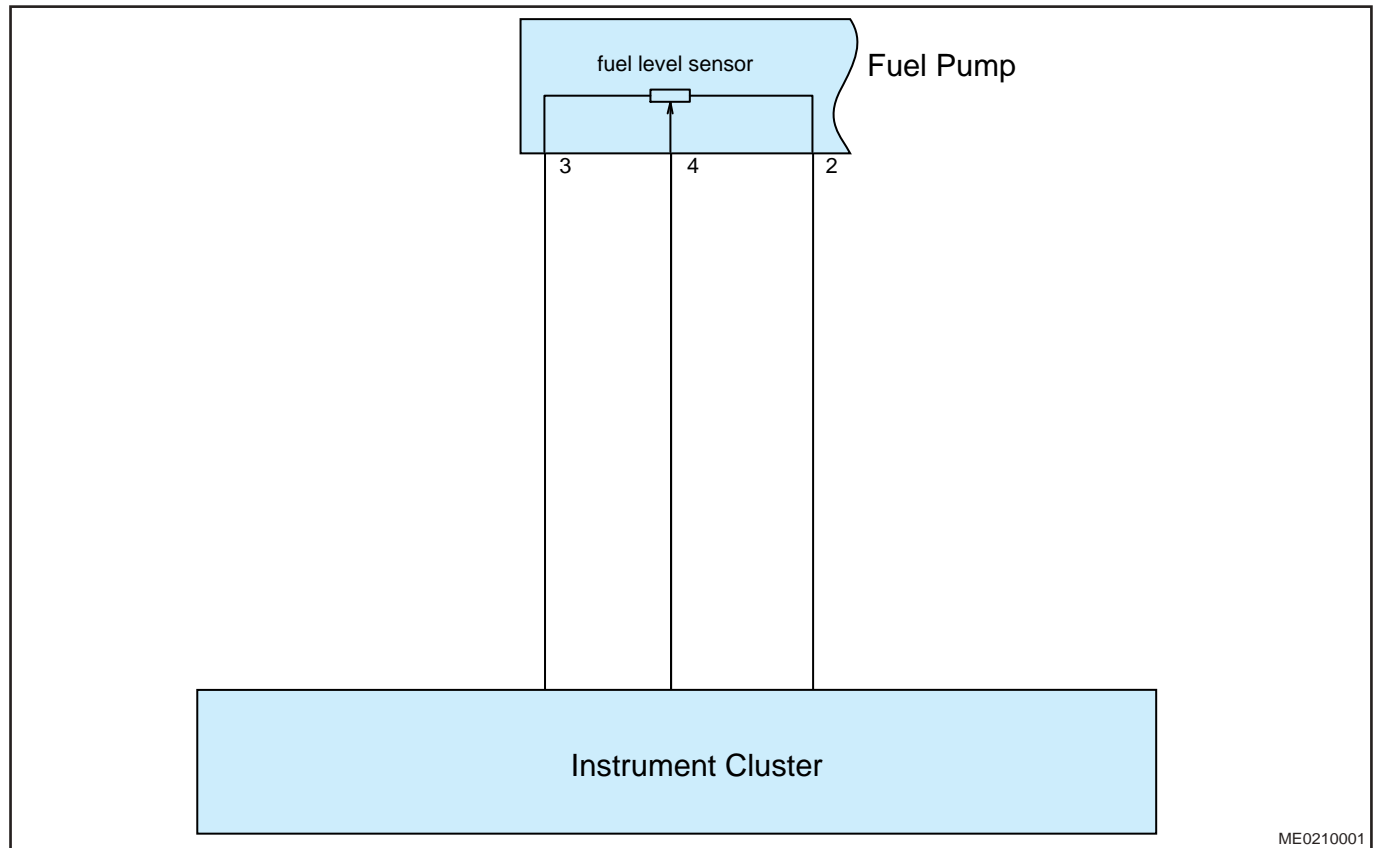 fuel level sensor
Fuel Pump
3
4
2
Instrument Cluster
ME0210001